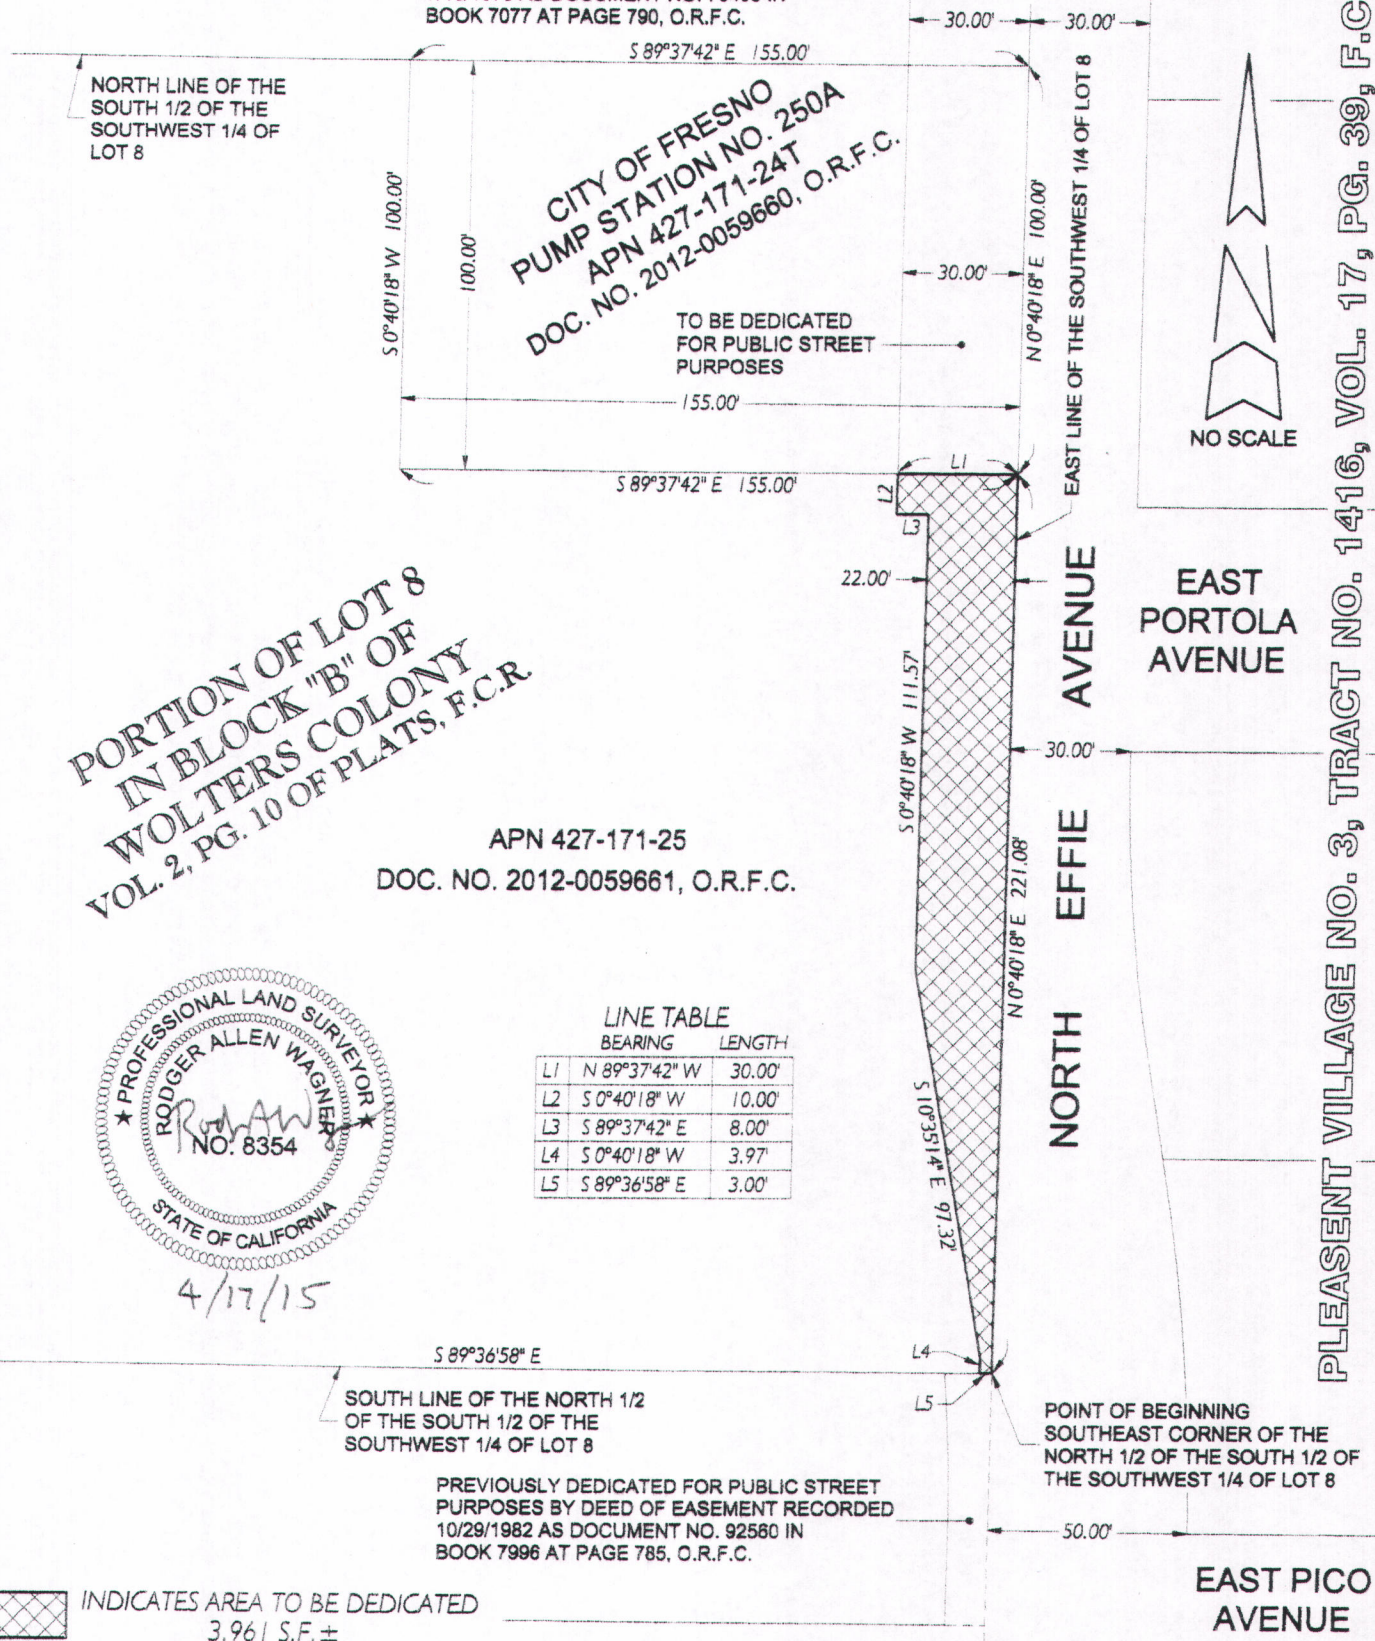 BOOK 7077 AT PAGE 790, O.R.F.C.
30.00'
30.00'
S 89°37'42" E 155.00'
NORTH LINE OF THE
SOUTH 1/2 OF THE
SOUTHWEST 1/4 OF
LOT 8
CITY OF FRESNO
PUMP STATION NO. 250A
APN 427-171-24T
DOC. NO. 2012-0059660, O.R.F.C.
S 0°40'18" W 100.00'
100.00'
30.00'
N 0°40'18" E 100.00'
EAST LINE OF THE SOUTHWEST 1/4 OF LOT 8
TO BE DEDICATED
FOR PUBLIC STREET
PURPOSES
155.00'
NO SCALE
L1
S 89°37'42" E 155.00'
L2
L3
22.00'
EAST
PORTOLA
AVENUE
PORTION OF LOT 8
IN BLOCK "B" OF
WOLTERS COLONY
VOL. 2, PG. 10 OF PLATS, F.C.R.
S 0°40'18" W 111.57'
30.00'
NORTH EFFIE AVENUE
N 0°40'18" E 221.08'
PLEASENT VILLAGE NO. 3, TRACT NO. 1416, VOL. 17, PG. 39, F.C
APN 427-171-25
DOC. NO. 2012-0059661, O.R.F.C.
PROFESSIONAL LAND SURVEYOR
RODGER ALLEN WAGNER
NO. 8354
STATE OF CALIFORNIA
4/17/15
LINE TABLE
BEARING LENGTH
L1 N 89°37'42" W 30.00'
L2 S 0°40'18" W 10.00'
L3 S 89°37'42" E 8.00'
L4 S 0°40'18" W 3.97'
L5 S 89°36'58" E 3.00'
S 10°35'14" E 97.32'
S 89°36'58" E
L4
L5
SOUTH LINE OF THE NORTH 1/2
OF THE SOUTH 1/2 OF THE
SOUTHWEST 1/4 OF LOT 8
POINT OF BEGINNING
SOUTHEAST CORNER OF THE
NORTH 1/2 OF THE SOUTH 1/2 OF
THE SOUTHWEST 1/4 OF LOT 8
PREVIOUSLY DEDICATED FOR PUBLIC STREET
PURPOSES BY DEED OF EASEMENT RECORDED
10/29/1982 AS DOCUMENT NO. 92560 IN
BOOK 7996 AT PAGE 785, O.R.F.C.
50.00'
EAST PICO
AVENUE
INDICATES AREA TO BE DEDICATED
3,961 S.F. ±